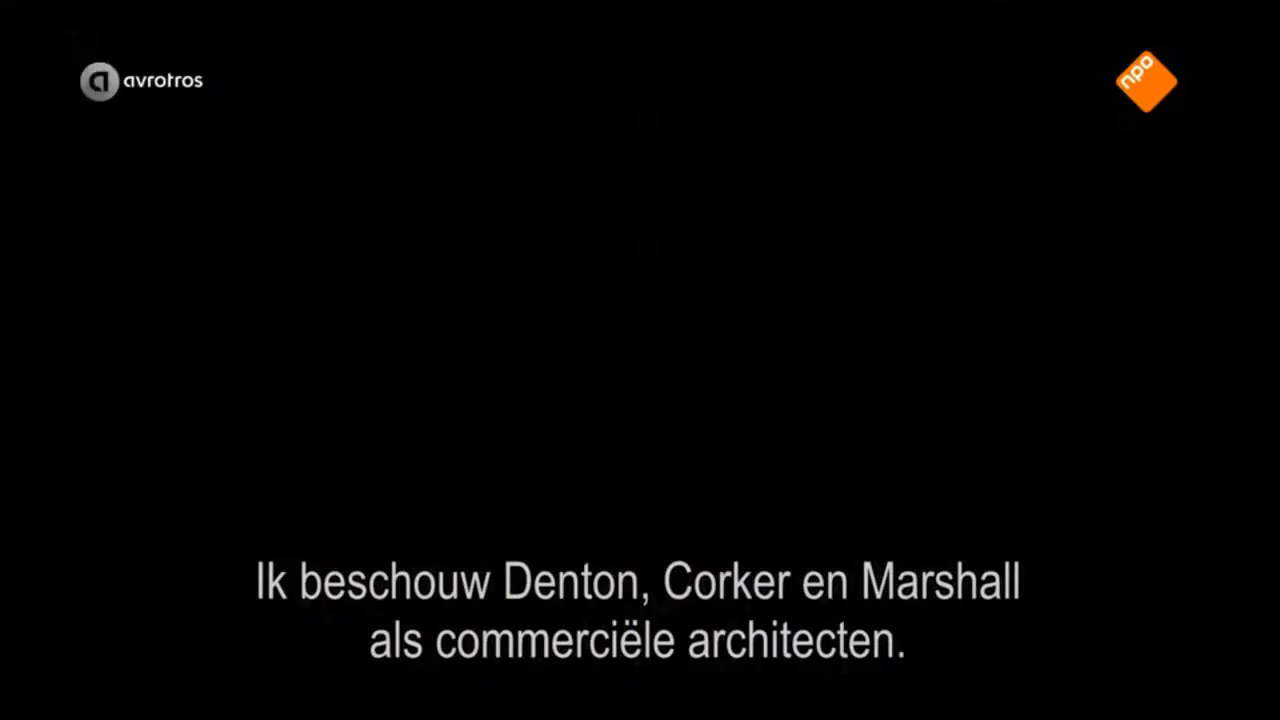 avrotros
npo
Ik beschouw Denton, Corker en Marshall
als commerciële architecten.